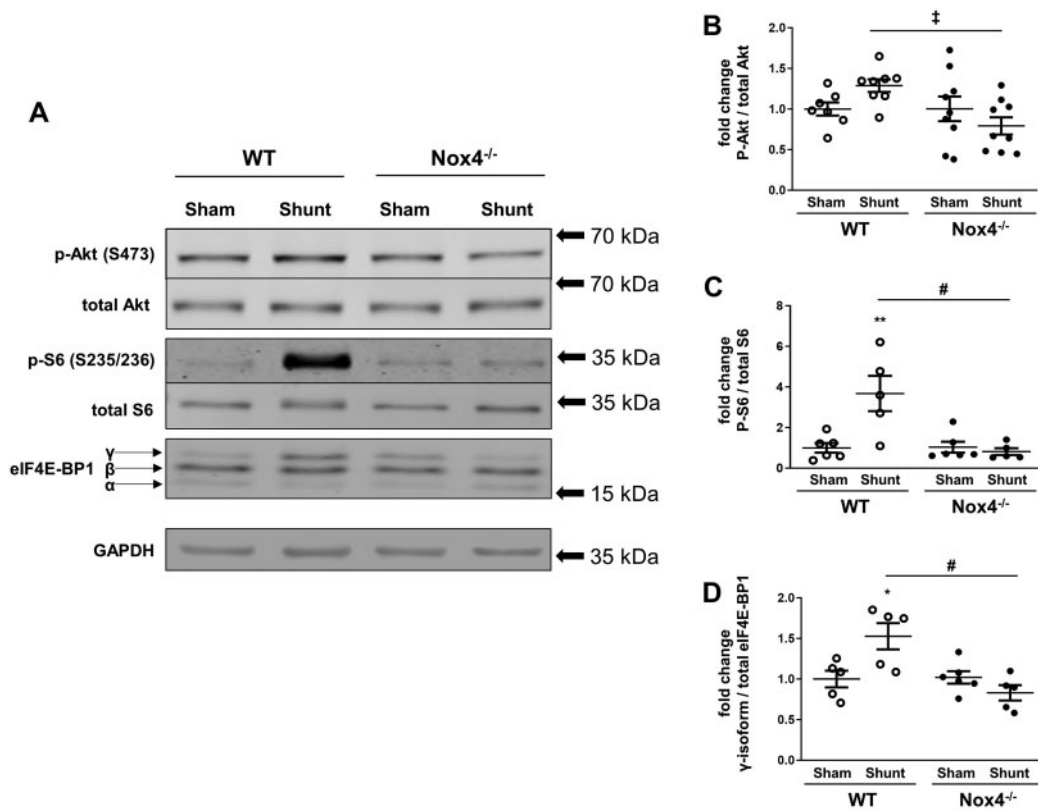 A
WT Nox4-/-
Sham Shunt Sham Shunt
p-Akt (S473) 70 kDa
total Akt 70 kDa
p-S6 (S235/236) 35 kDa
total S6 35 kDa
eIF4E-BP1 γ
β
α
15 kDa
GAPDH 35 kDa
B
fold change
P-Akt / total Akt
2.0
1.5
1.0
0.5
0.0
‡
Sham Shunt Sham Shunt
WT Nox4-/-
C
fold change
P-S6 / total S6
8
6
4
2
0
#
**
Sham Shunt Sham Shunt
WT Nox4-/-
D
fold change
γ-isoform / total eIF4E-BP1
2.0
1.5
1.0
0.5
0.0
#
*
Sham Shunt Sham Shunt
WT Nox4-/-